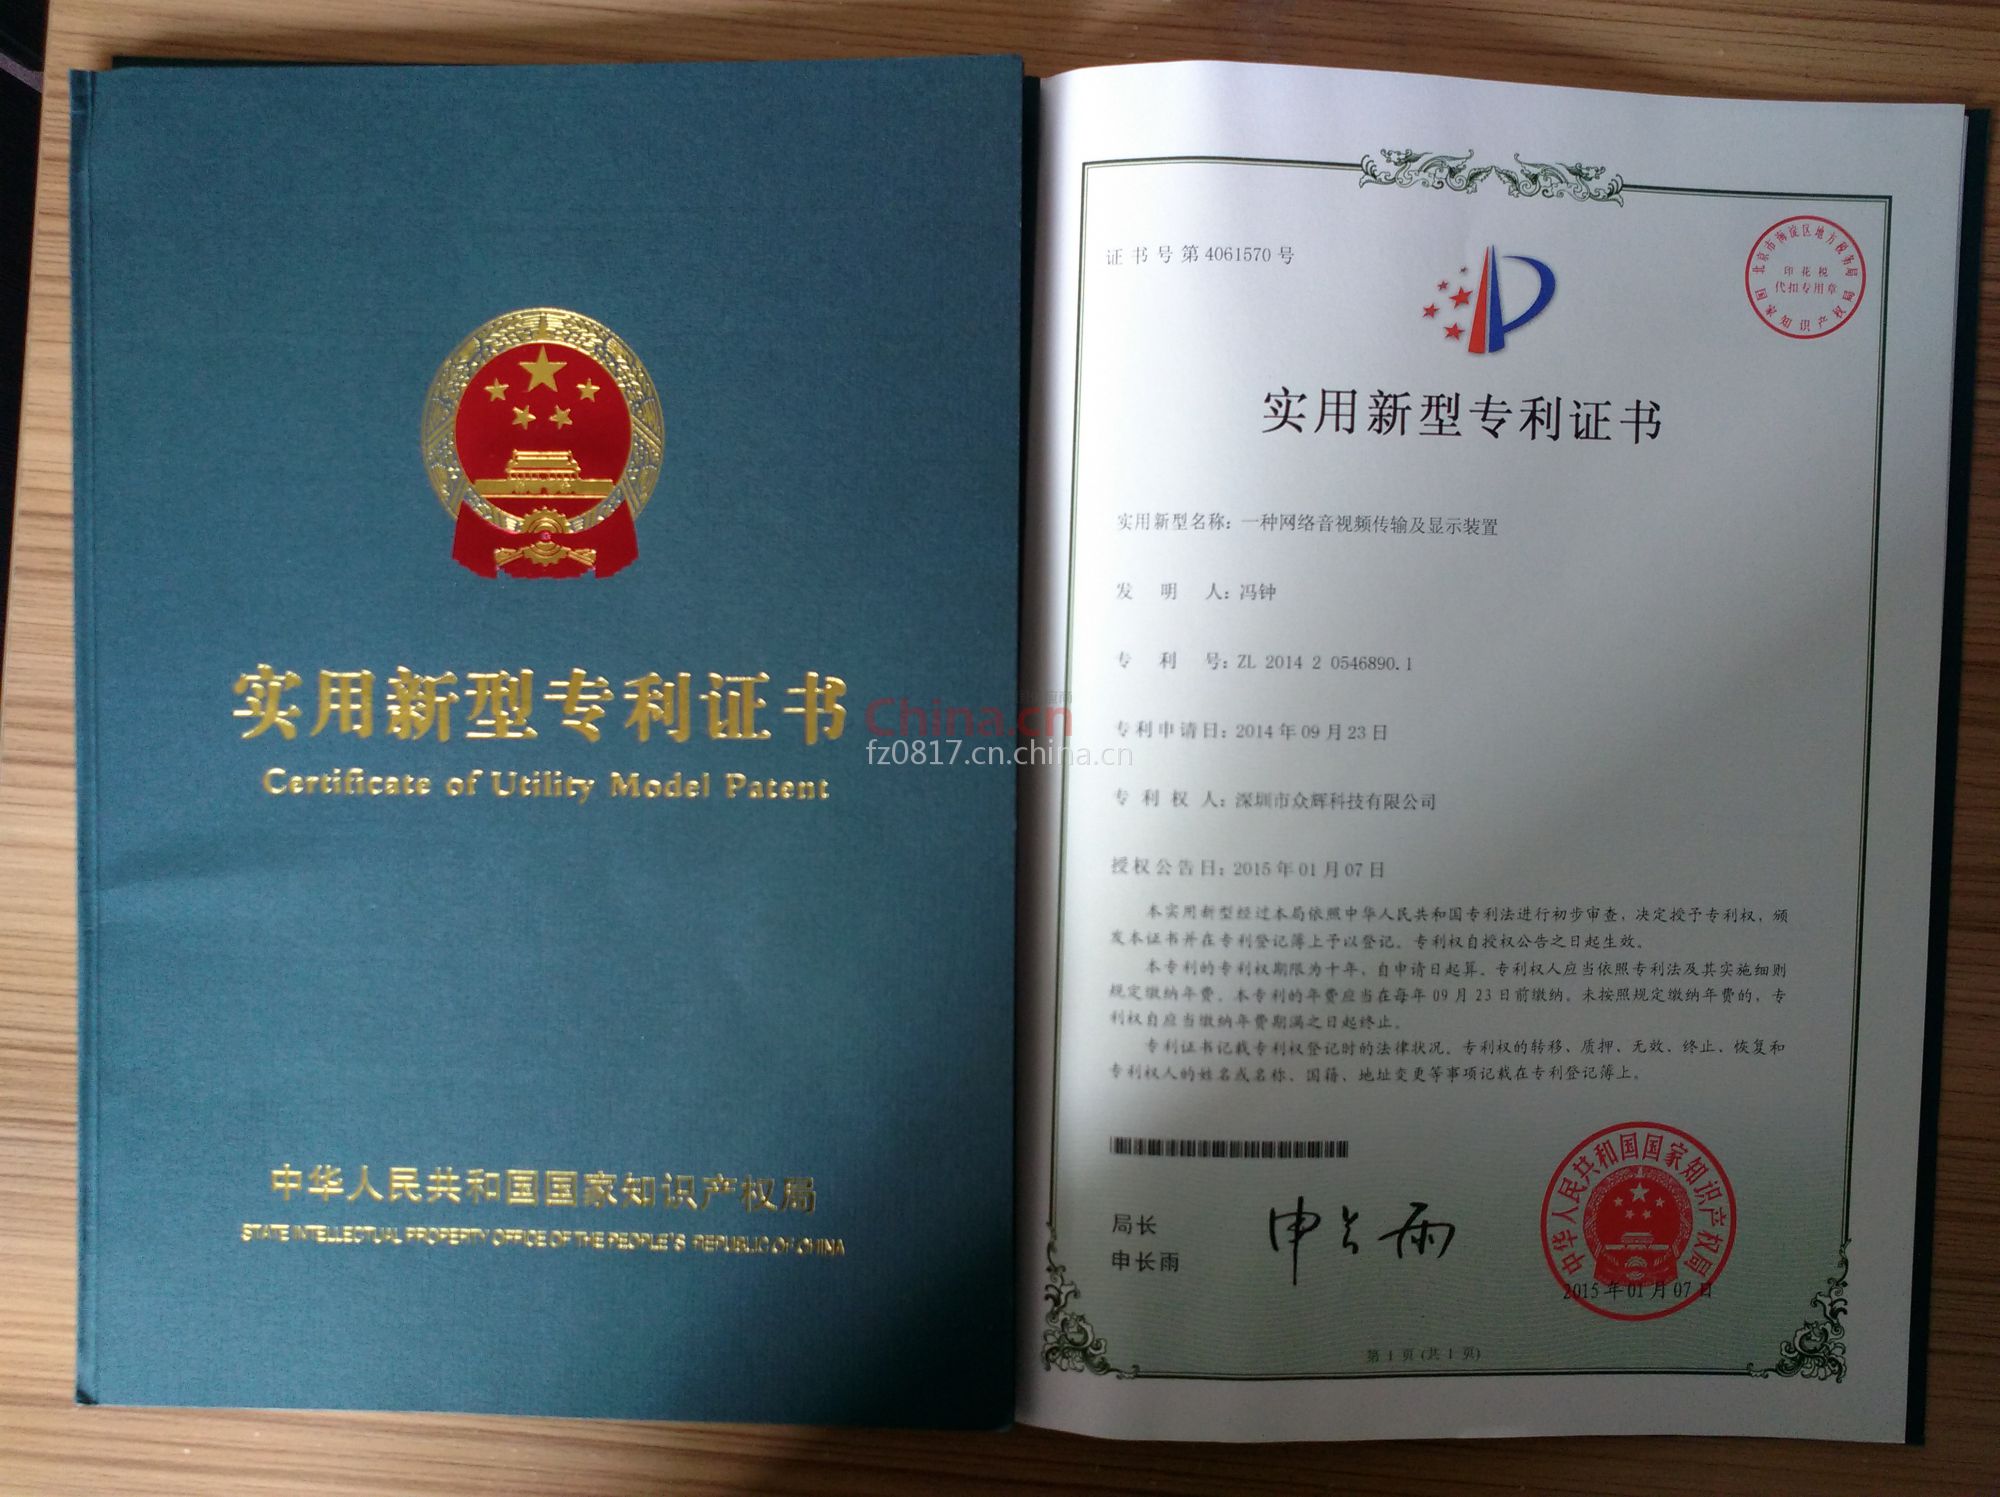 实用新型专利证书
Certificate of Utility Model Patent
中华人民共和国国家知识产权局
STATE INTELLECTUAL PROPERTY OFFICE OF THE PEOPLE'S REPUBLIC OF CHINA
China.cn
fz0817.cn.china.cn
证书号第4061570号
北京市海淀区地方税务局
印花税
代扣专用章
国家知识产权局
实用新型专利证书
实用新型名称：一种网络音视频传输及显示装置
发明人：冯钟
专利号：ZL 2014 2 0546890.1
专利申请日：2014年09月23日
专利权人：深圳市众辉科技有限公司
授权公告日：2015年01月07日
本实用新型经过本局依照中华人民共和国专利法进行初步审查，决定授予专利权，颁
发本证书并在专利登记簿上予以登记。专利权自授权公告之日起生效。
本专利的专利权期限为十年，自申请日起算。专利权人应当依照专利法及其实施细则
规定缴纳年费。本专利的年费应当在每年09月23日前缴纳。未按照规定缴纳年费的，专
利权自应当缴纳年费期满之日起终止。
专利证书记载专利权登记时的法律状况。专利权的转移、质押、无效、终止、恢复和
专利权人的姓名或名称、国籍、地址变更等事项记载在专利登记簿上。
局长
申长雨
申长雨
中华人民共和国国家知识产权局
2015年01月07日
第1页(共1页)